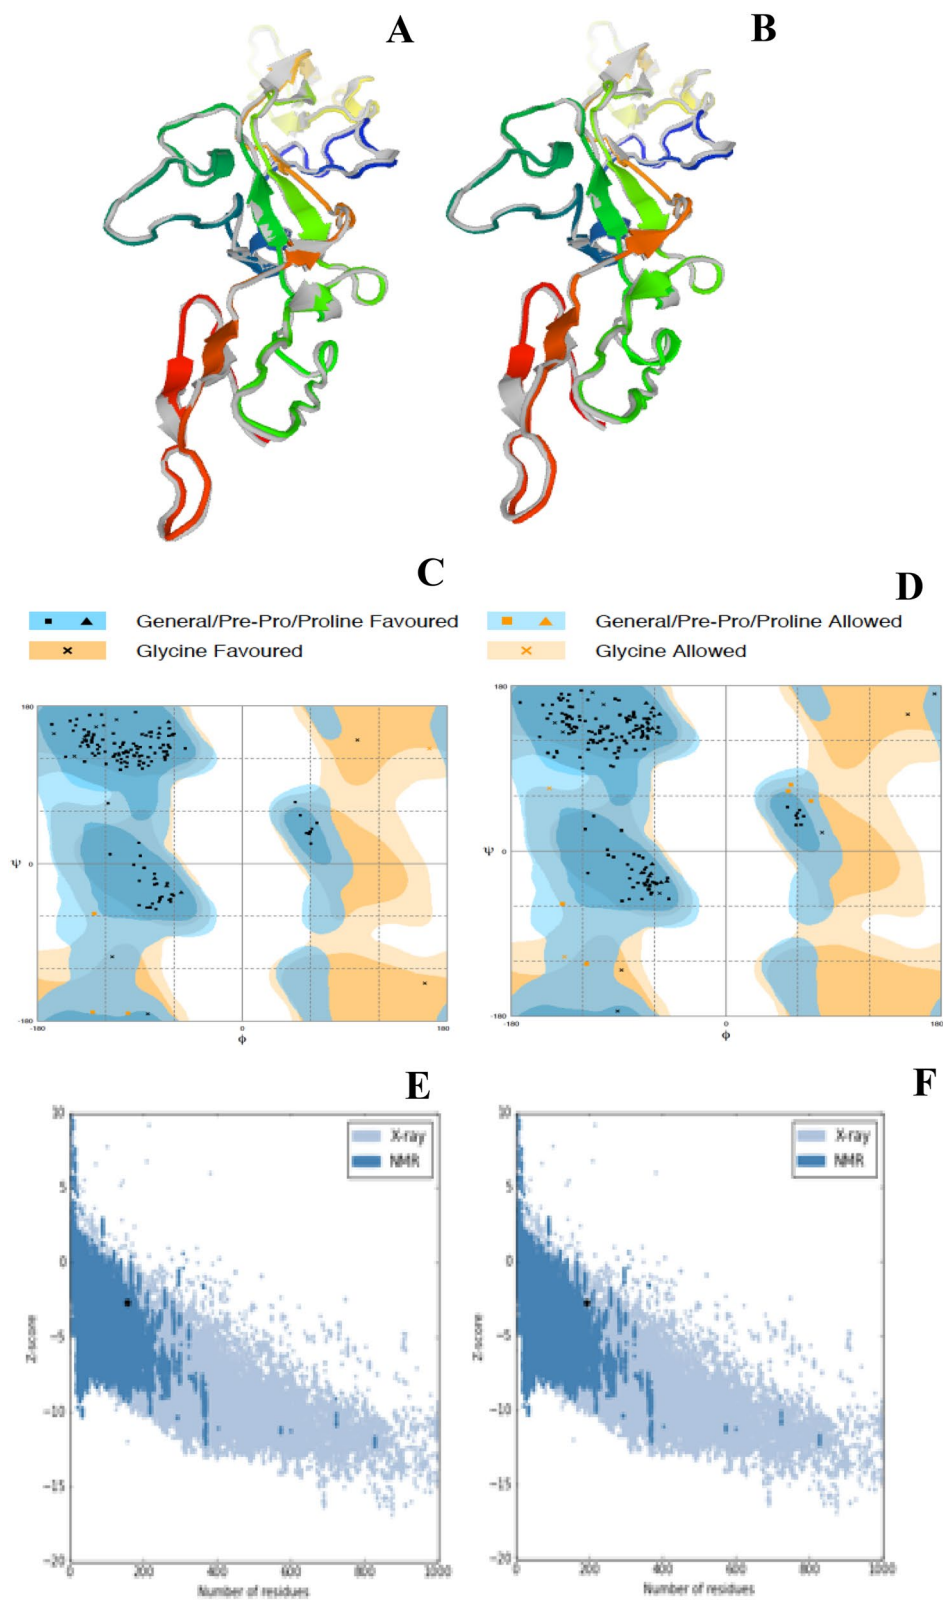 A B
C
D
General/Pre-Pro/Proline Favoured General/Pre-Pro/Proline Allowed
Glycine Favoured Glycine Allowed
180 180
ψ 0 ψ 0
-180 -180
-180 0 180 -180 0 180
ϕ ϕ
E F
10 10
X-ray X-ray
NMR NMR
5 5
0 0
Z-score Z-score
−5 −5
−10 −10
−15 −15
−20 −20
0 200 400 600 800 1000 0 200 400 600 800 1000
Number of residues Number of residues